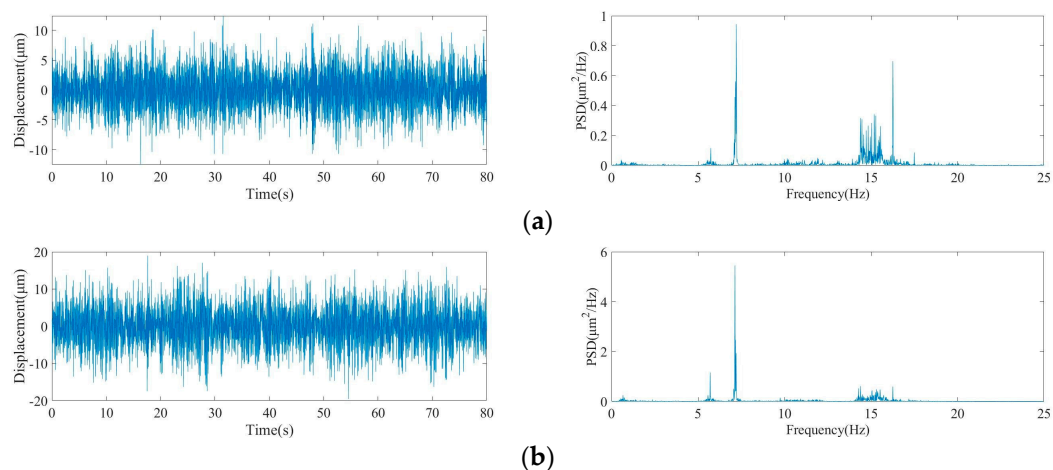 Displacement(μm)
10
5
0
-5
-10
0 10 20 30 40 50 60 70 80
Time(s)
PSD(μm²/Hz)
1
0.8
0.6
0.4
0.2
0
0 5 10 15 20 25
Frequency(Hz)
(a)
Displacement(μm)
20
10
0
-10
-20
0 10 20 30 40 50 60 70 80
Time(s)
PSD(μm²/Hz)
6
4
2
0
0 5 10 15 20 25
Frequency(Hz)
(b)